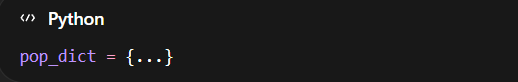 Python
pop_dict = {...}